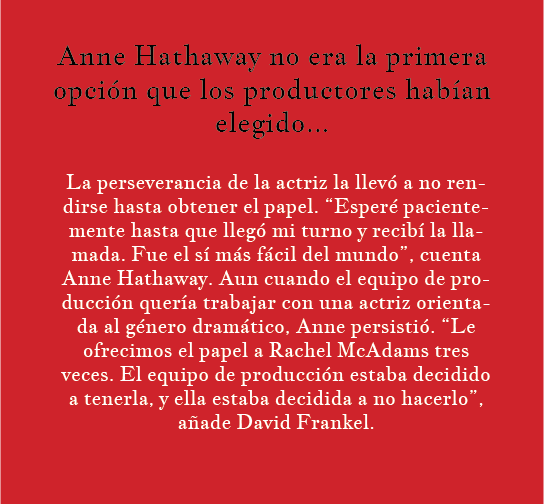 Anne Hathaway no era la primera
opción que los productores habían
elegido...
La perseverancia de la actriz la llevó a no ren-
dirse hasta obtener el papel. “Esperé paciente-
mente hasta que llegó mi turno y recibí la lla-
mada. Fue el sí más fácil del mundo”, cuenta
Anne Hathaway. Aun cuando el equipo de pro-
ducción quería trabajar con una actriz orienta-
da al género dramático, Anne persistió. “Le
ofrecimos el papel a Rachel McAdams tres
veces. El equipo de producción estaba decidido
a tenerla, y ella estaba decidida a no hacerlo”,
añade David Frankel.